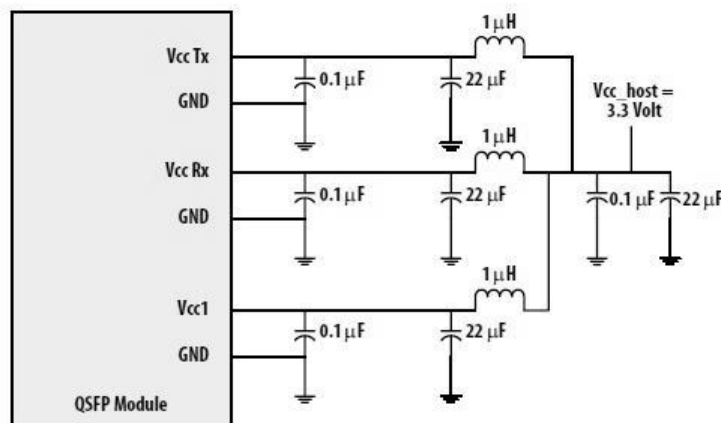 1 μH
Vcc Tx
0.1 μF
22 μF
GND
Vcc_host =
3.3 Volt
1 μH
Vcc Rx
0.1 μF
22 μF
0.1 μF
22 μF
GND
1 μH
Vcc1
0.1 μF
22 μF
GND
QSFP Module